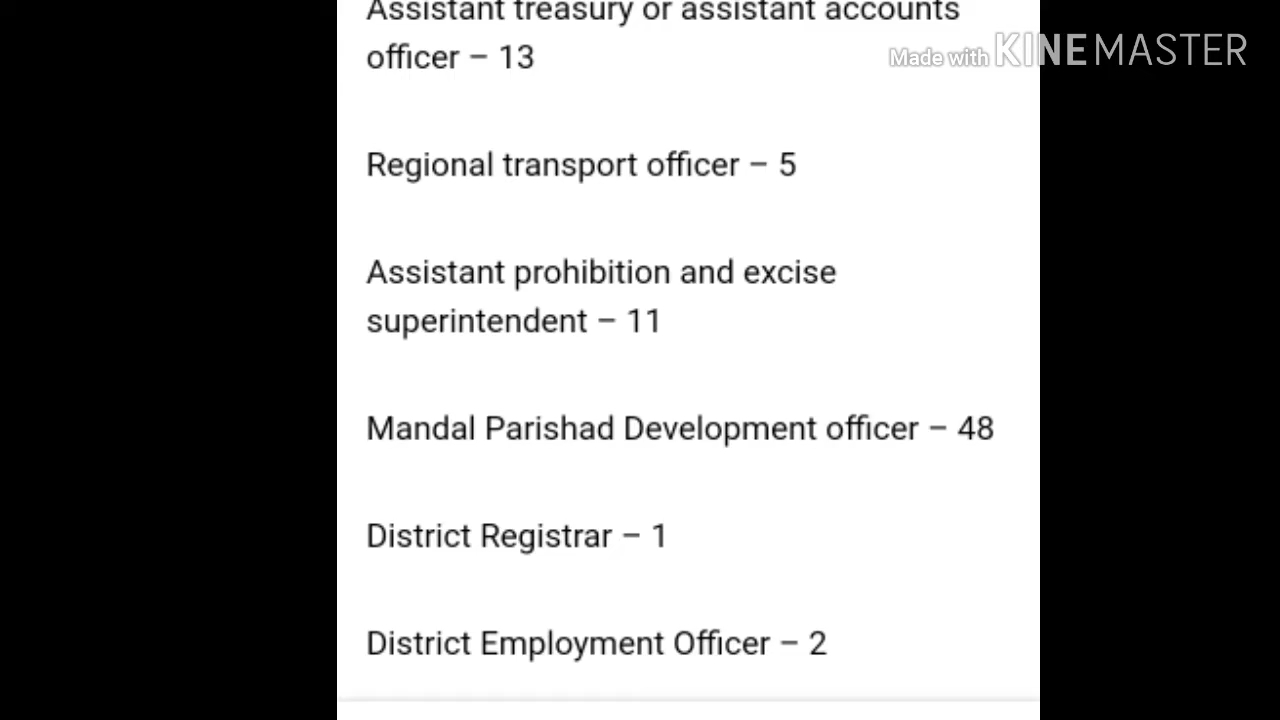 Assistant treasury or assistant accounts
officer – 13
Made with KINEMASTER
Regional transport officer – 5
Assistant prohibition and excise
superintendent – 11
Mandal Parishad Development officer – 48
District Registrar – 1
District Employment Officer – 2